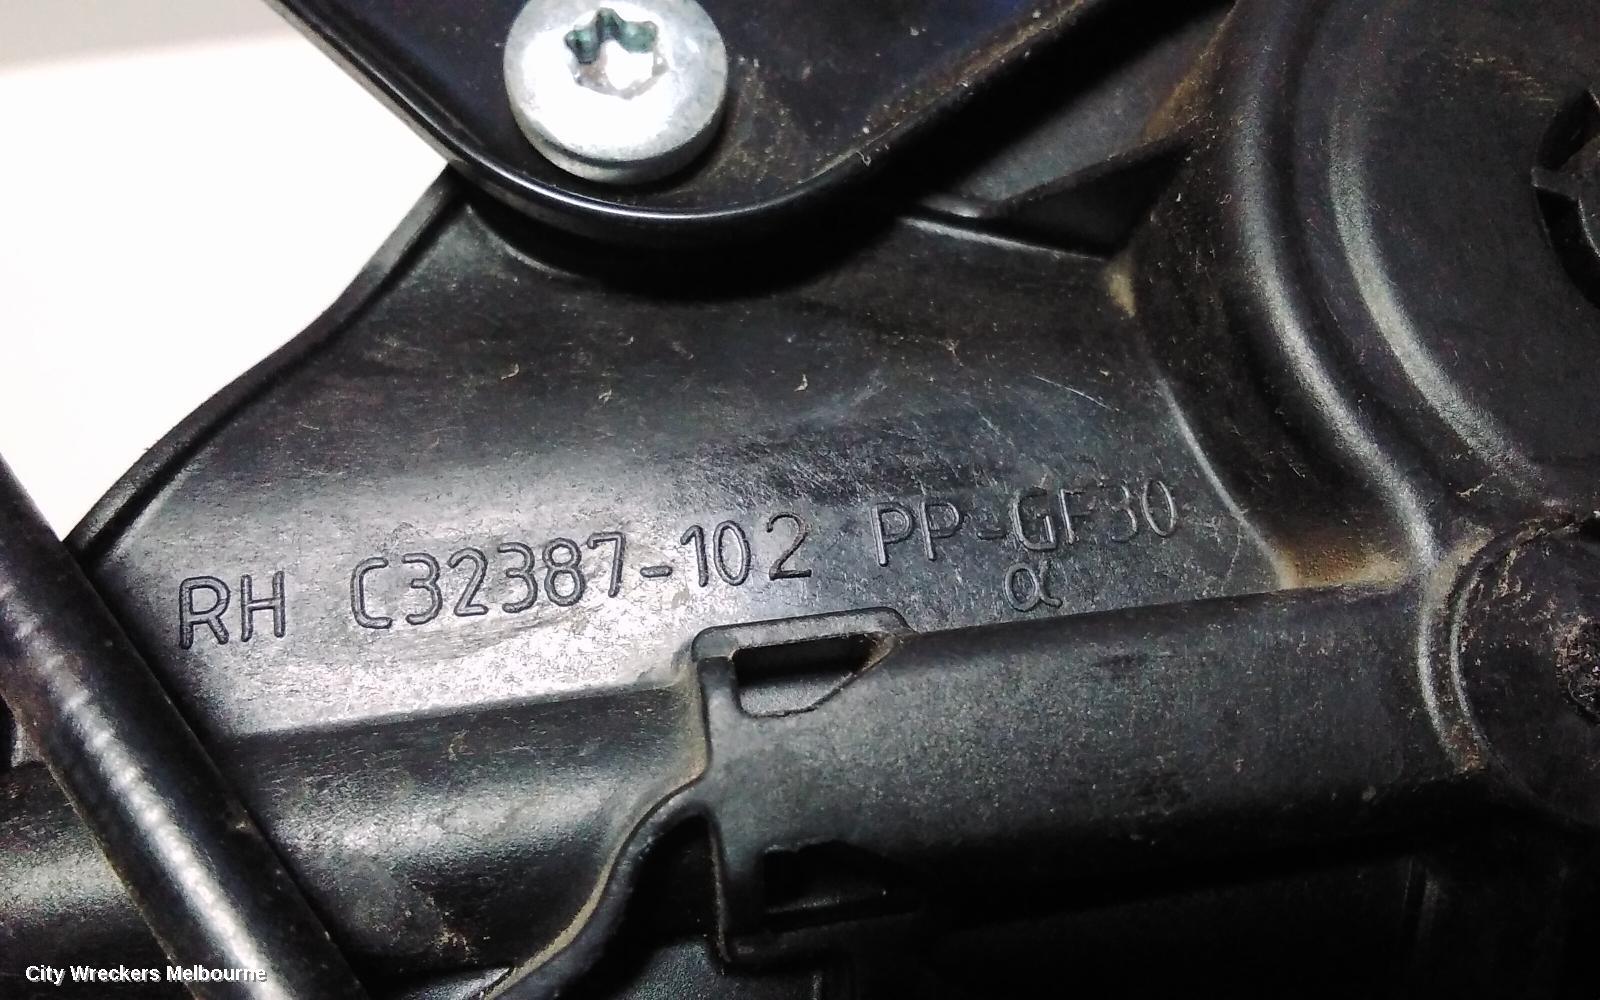 RH C32387-102 PP-GF30
α
City Wreckers Melbourne